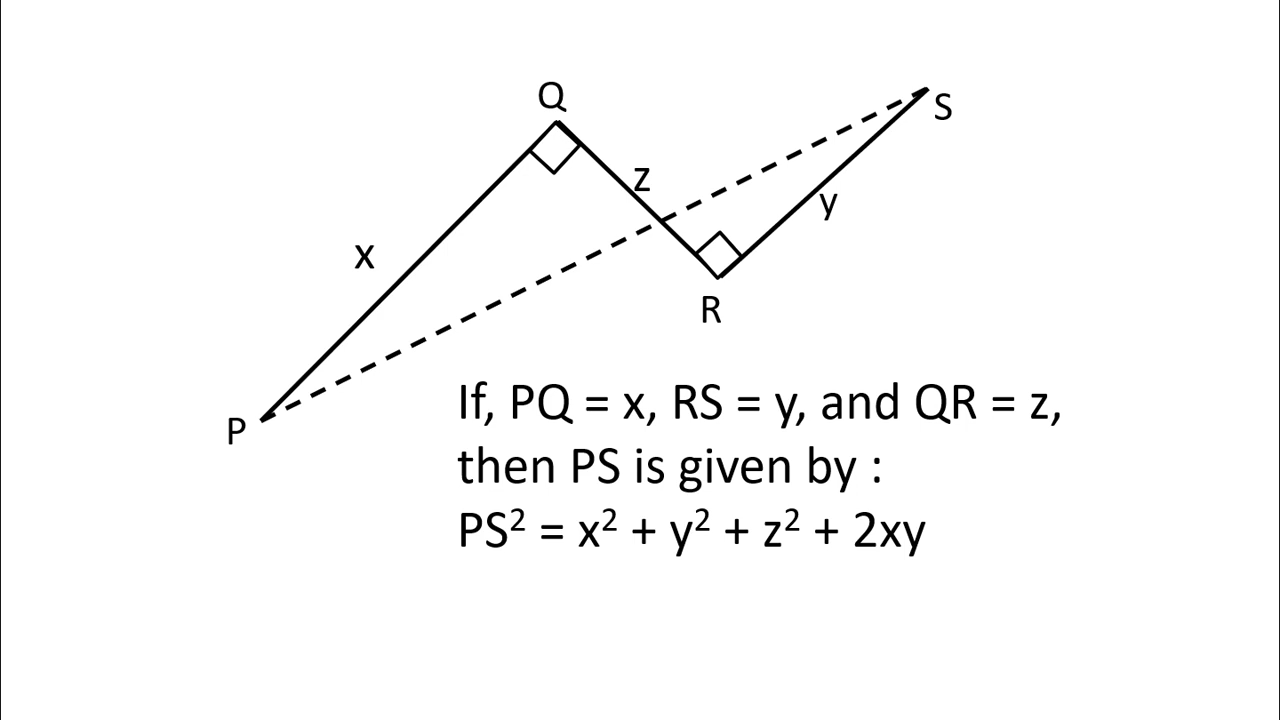 Q
S
z
y
x
R
P
If, PQ = x, RS = y, and QR = z,
then PS is given by :
PS² = x² + y² + z² + 2xy